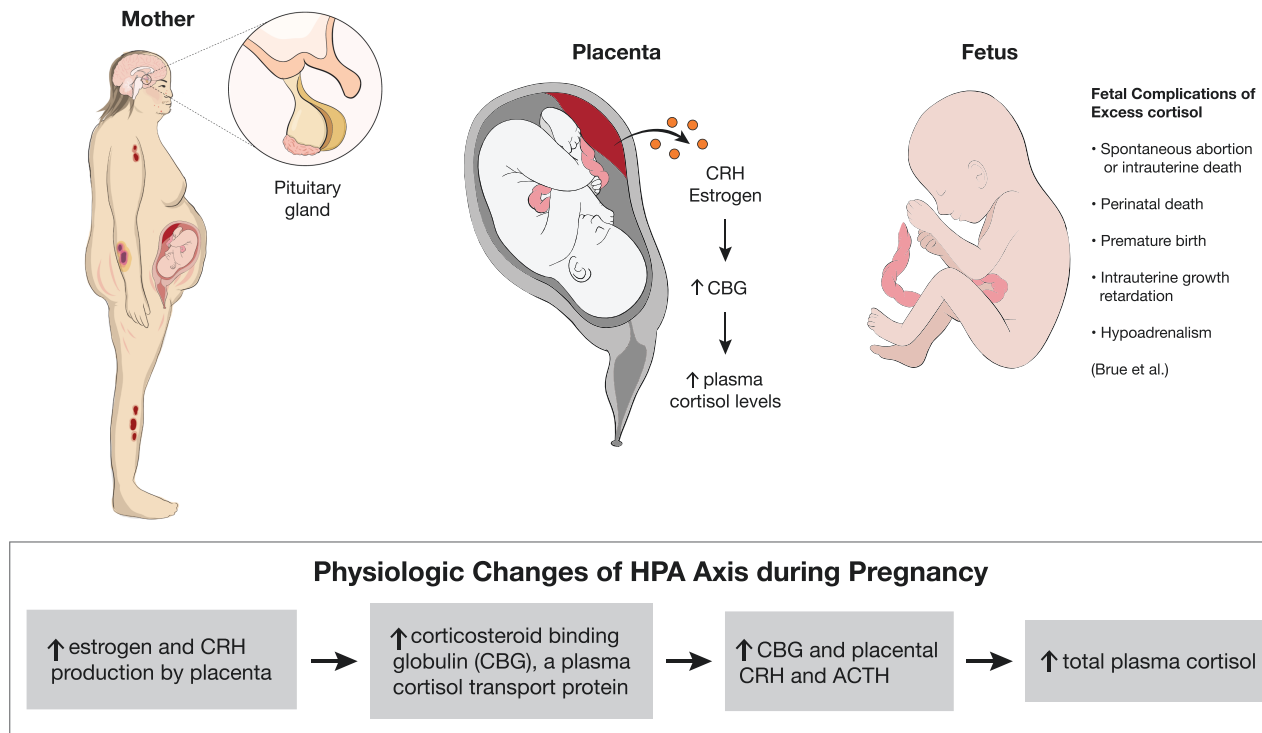 Mother
Pituitary
gland
Placenta
CRH
Estrogen
↑ CBG
↑ plasma
cortisol levels
Fetus
Fetal Complications of
Excess cortisol
• Spontaneous abortion
or intrauterine death
• Perinatal death
• Premature birth
• Intrauterine growth
retardation
• Hypoadrenalism
(Brue et al.)
Physiologic Changes of HPA Axis during Pregnancy
↑ estrogen and CRH
production by placenta
↑ corticosteroid binding
globulin (CBG), a plasma
cortisol transport protein
↑ CBG and placental
CRH and ACTH
↑ total plasma cortisol